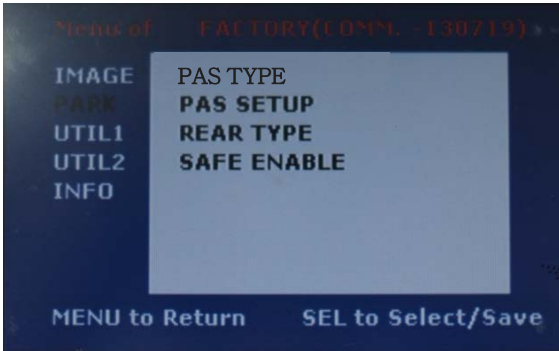 Menu of FACTORY(COMM. -130719)
IMAGE PAS TYPE
PARK PAS SETUP
UTIL1 REAR TYPE
UTIL2 SAFE ENABLE
INFO
MENU to Return SEL to Select/Save